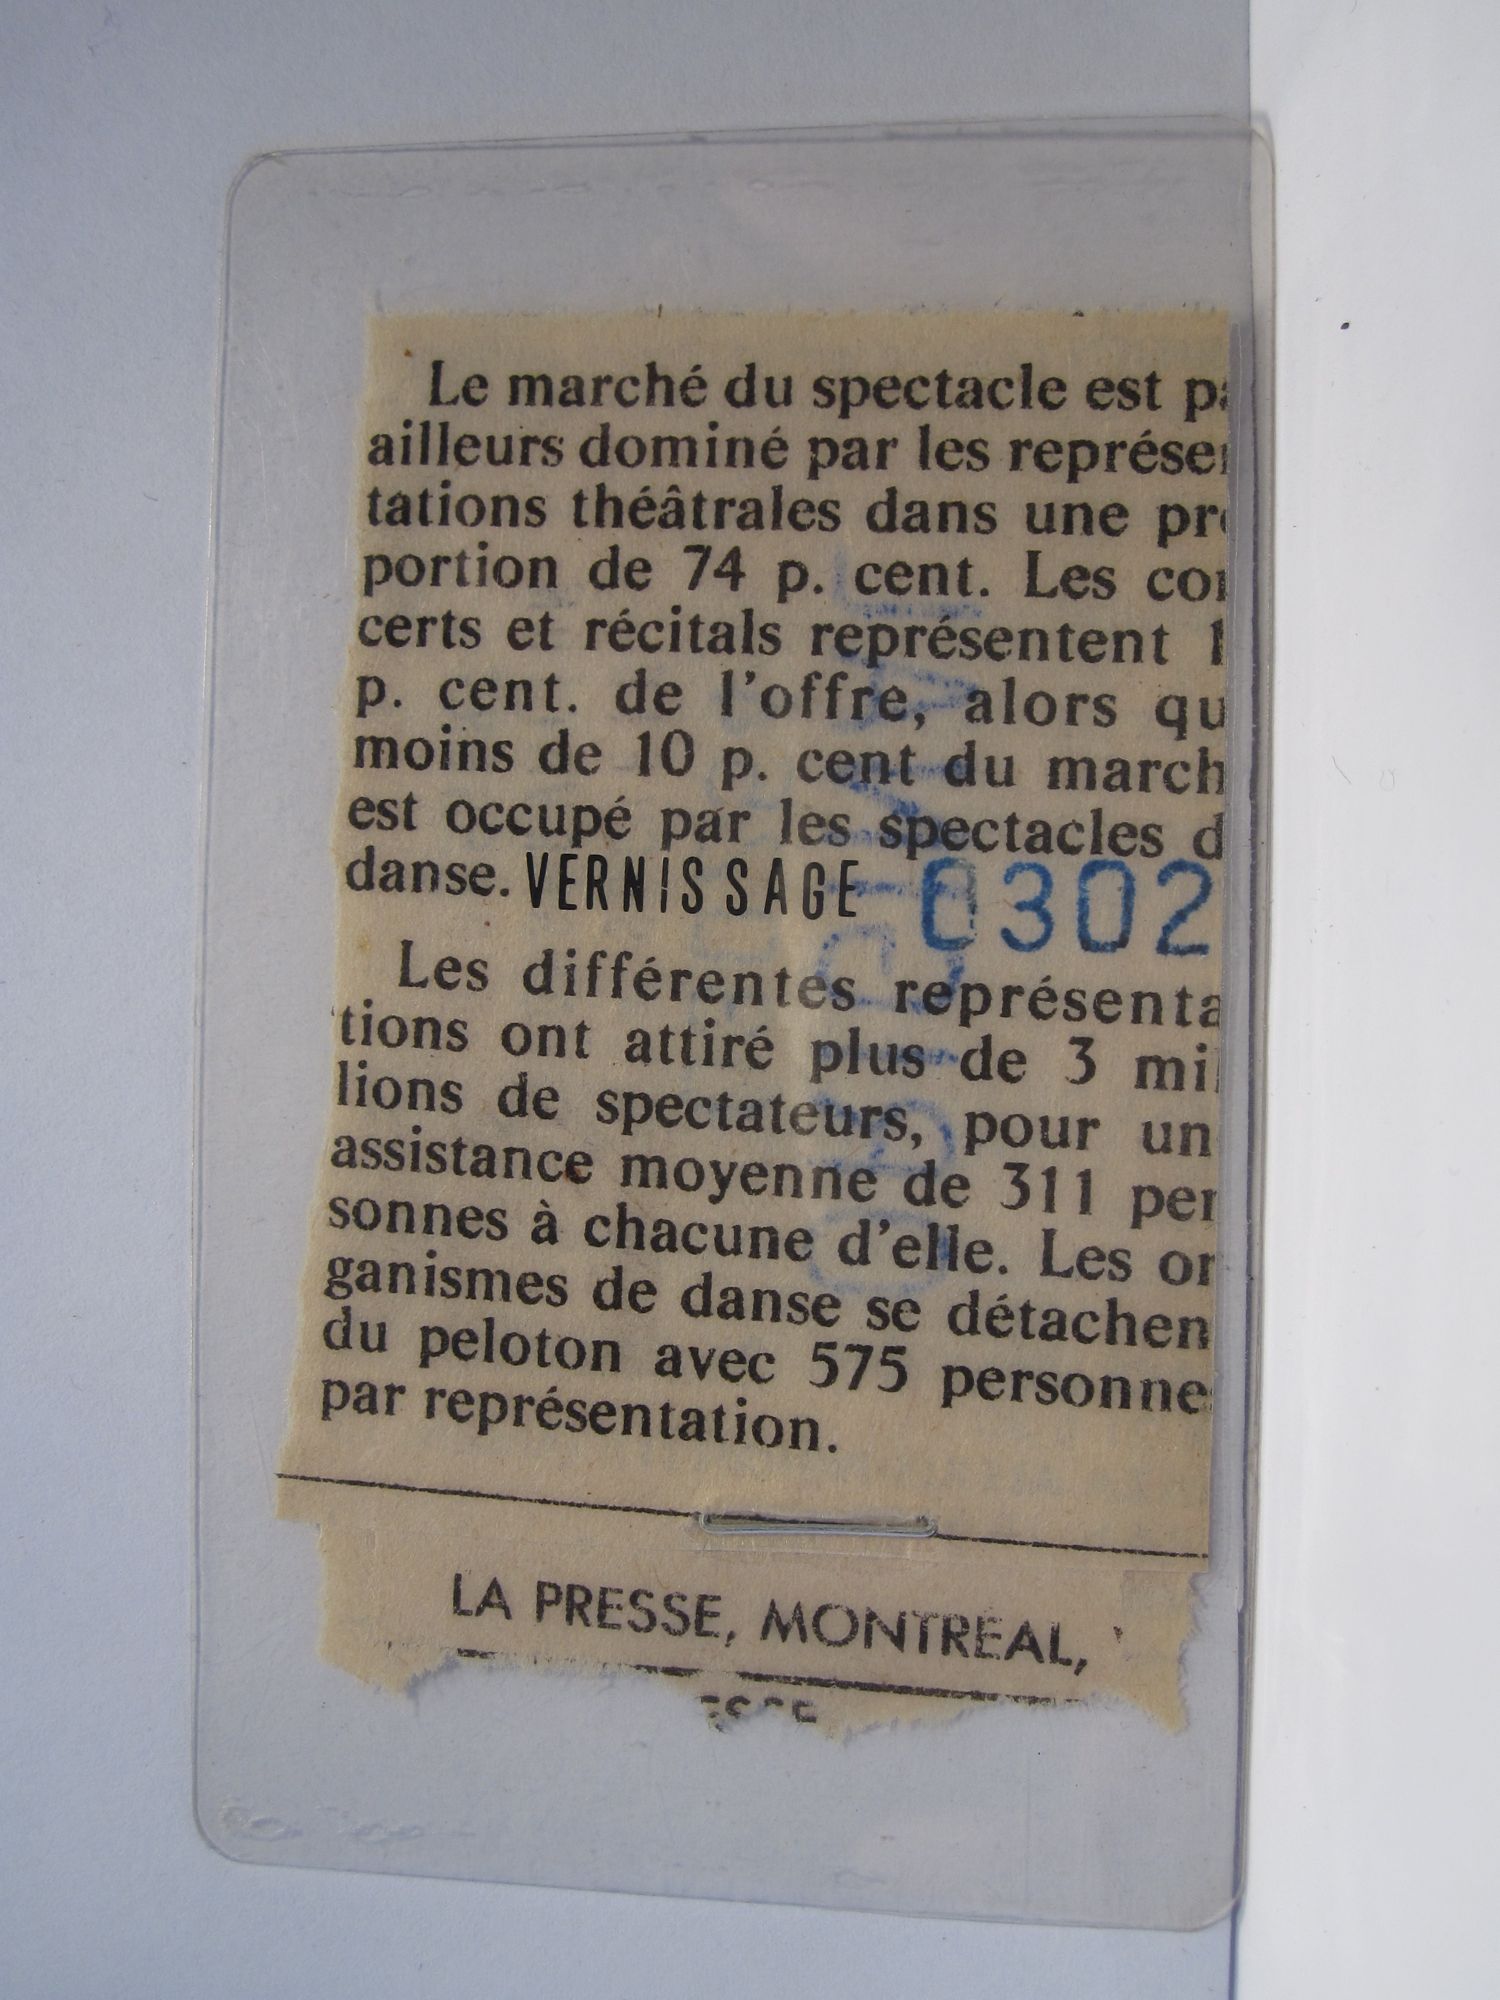 Le marché du spectacle est pa
ailleurs dominé par les représe
tations théâtrales dans une pro
portion de 74 p. cent. Les co
certs et récitals représentent 1
p. cent. de l'offre, alors qu
moins de 10 p. cent du march
est occupé par les spectacles d
danse. VERNISSAGE 0302
Les différentes représenta
tions ont attiré plus de 3 mil
lions de spectateurs, pour un
assistance moyenne de 311 per
sonnes à chacune d'elle. Les or
ganismes de danse se détachen
du peloton avec 575 personne
par représentation.
LA PRESSE, MONTRÉAL,